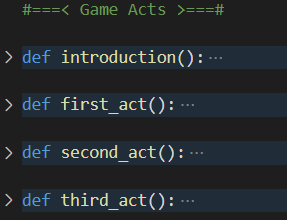 #===< Game Acts >===#
def introduction():···
def first_act():···
def second_act():···
def third_act():···